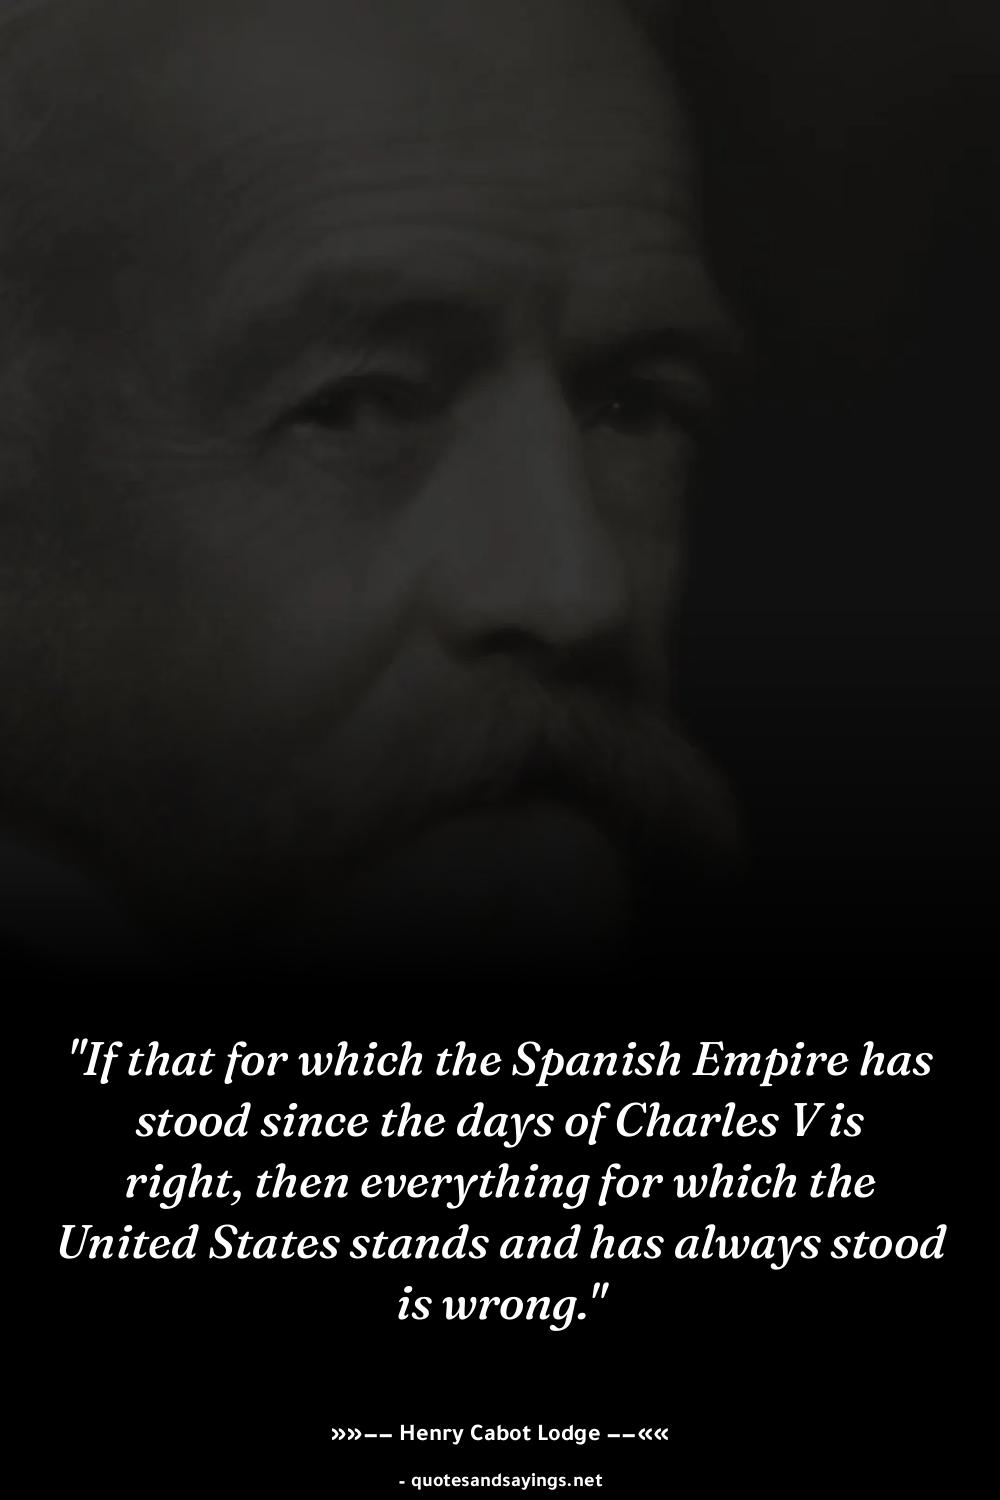 "If that for which the Spanish Empire has
stood since the days of Charles V is
right, then everything for which the
United States stands and has always stood
is wrong."
»»−− Henry Cabot Lodge −−««
- quotesandsayings.net